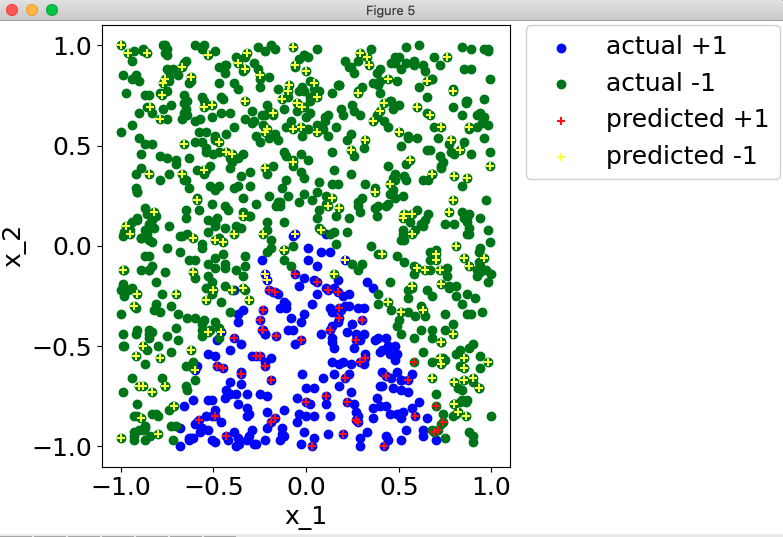 Figure 5
actual +1
actual -1
predicted +1
predicted -1
1.0
0.5
0.0
−0.5
−1.0
x_2
−1.0 −0.5 0.0 0.5 1.0
x_1